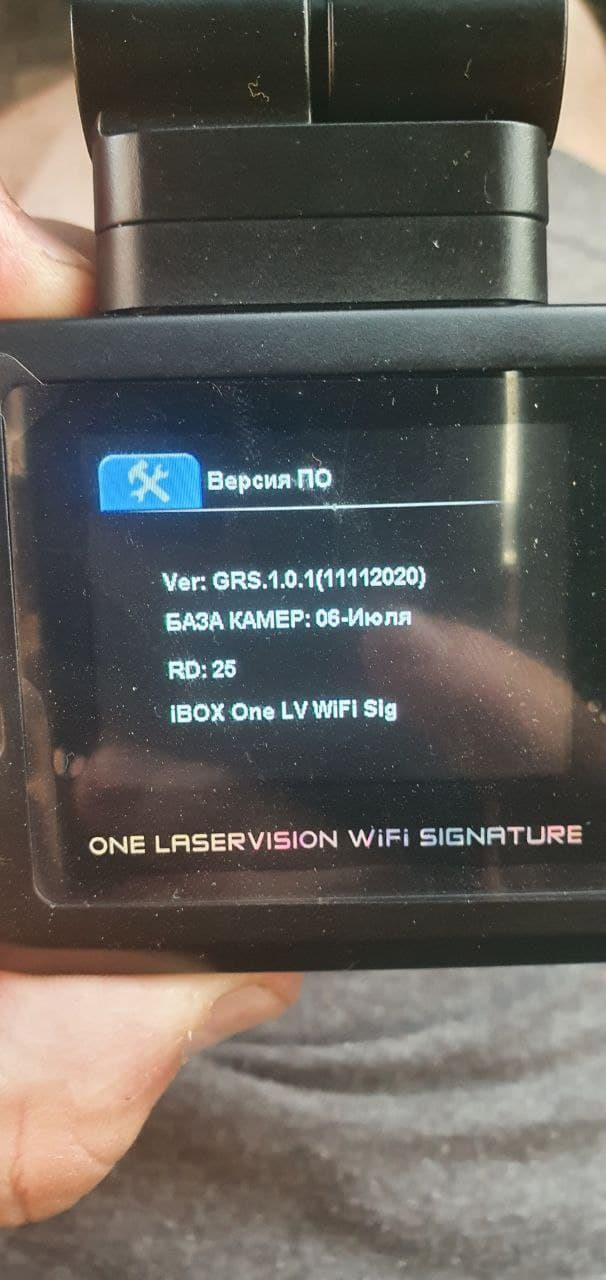 Версия ПО
Ver: GRS.1.0.1(11112020)
БАЗА КАМЕР: 06-Июля
RD: 25
iBOX One LV WiFi Sig
ONE LASERVISION WiFi SIGNATURE